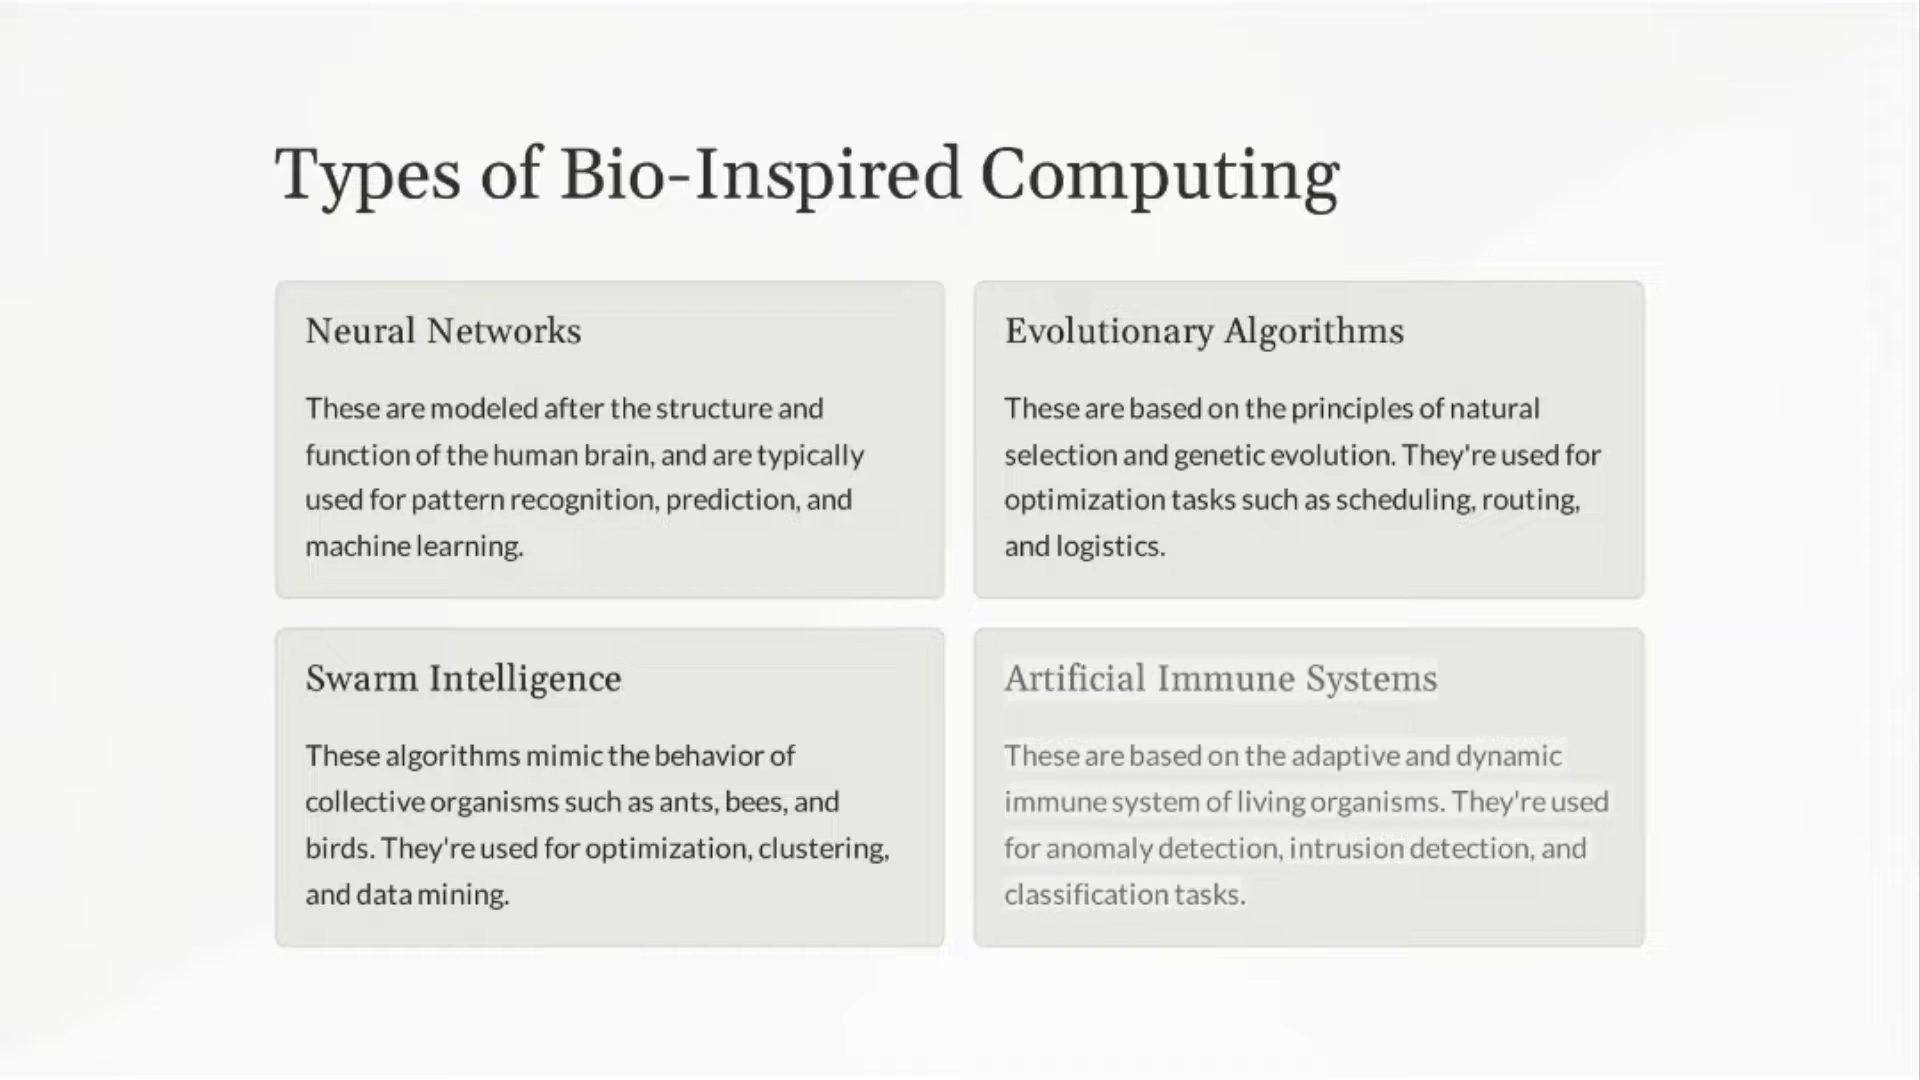 Types of Bio-Inspired Computing
Neural Networks
These are modeled after the structure and
function of the human brain, and are typically
used for pattern recognition, prediction, and
machine learning.
Evolutionary Algorithms
These are based on the principles of natural
selection and genetic evolution. They're used for
optimization tasks such as scheduling, routing,
and logistics.
Swarm Intelligence
These algorithms mimic the behavior of
collective organisms such as ants, bees, and
birds. They're used for optimization, clustering,
and data mining.
Artificial Immune Systems
These are based on the adaptive and dynamic
immune system of living organisms. They're used
for anomaly detection, intrusion detection, and
classification tasks.